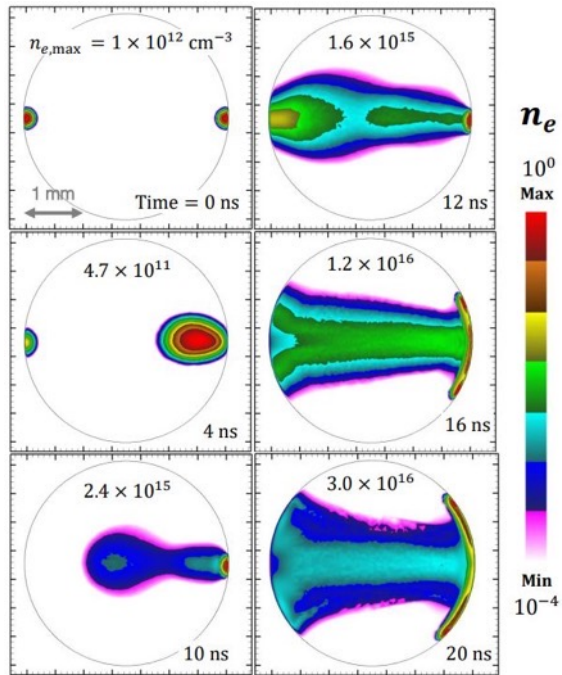 n_e,max = 1 × 10^12 cm^−3
1 mm
Time = 0 ns
1.6 × 10^15
12 ns
4.7 × 10^11
4 ns
1.2 × 10^16
16 ns
2.4 × 10^15
10 ns
3.0 × 10^16
20 ns
n_e
10^0
Max
Min
10^−4